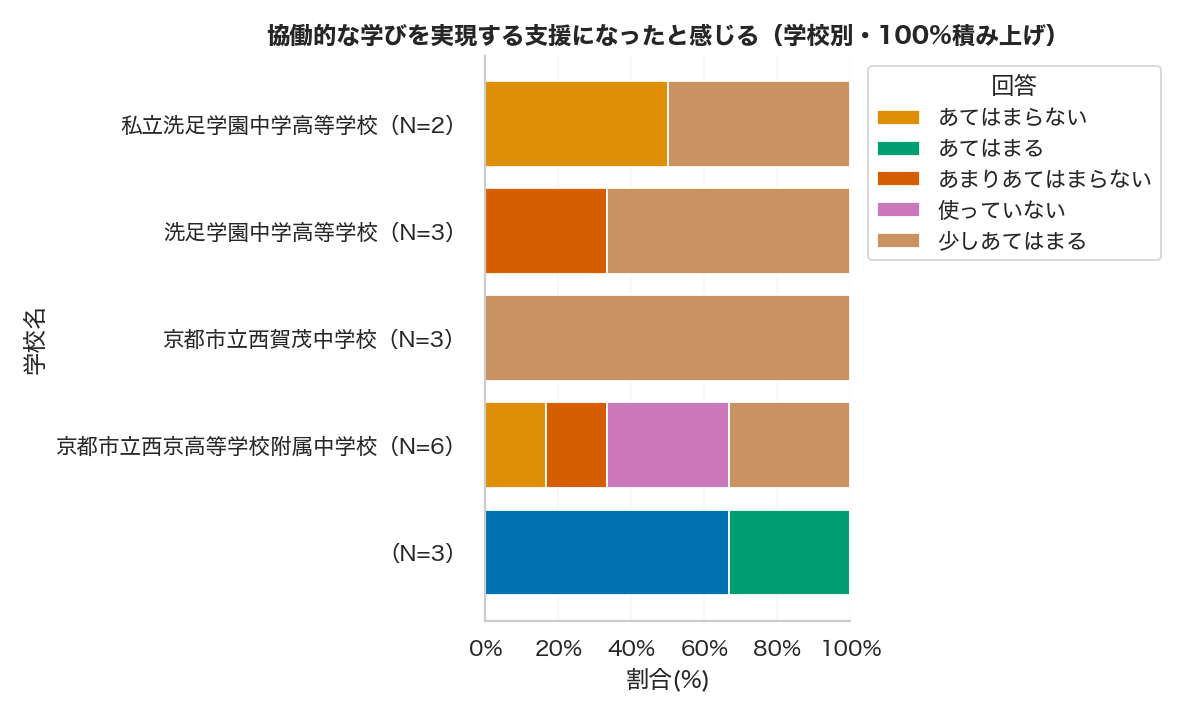 協働的な学びを実現する支援になったと感じる（学校別・100%積み上げ）
回答
あてはまらない
あてはまる
あまりあてはまらない
使っていない
少しあてはまる
学校名
私立洗足学園中学高等学校（N=2）
洗足学園中学高等学校（N=3）
京都市立西賀茂中学校（N=3）
京都市立西京高等学校附属中学校（N=6）
（N=3）
0% 20% 40% 60% 80% 100%
割合(%)